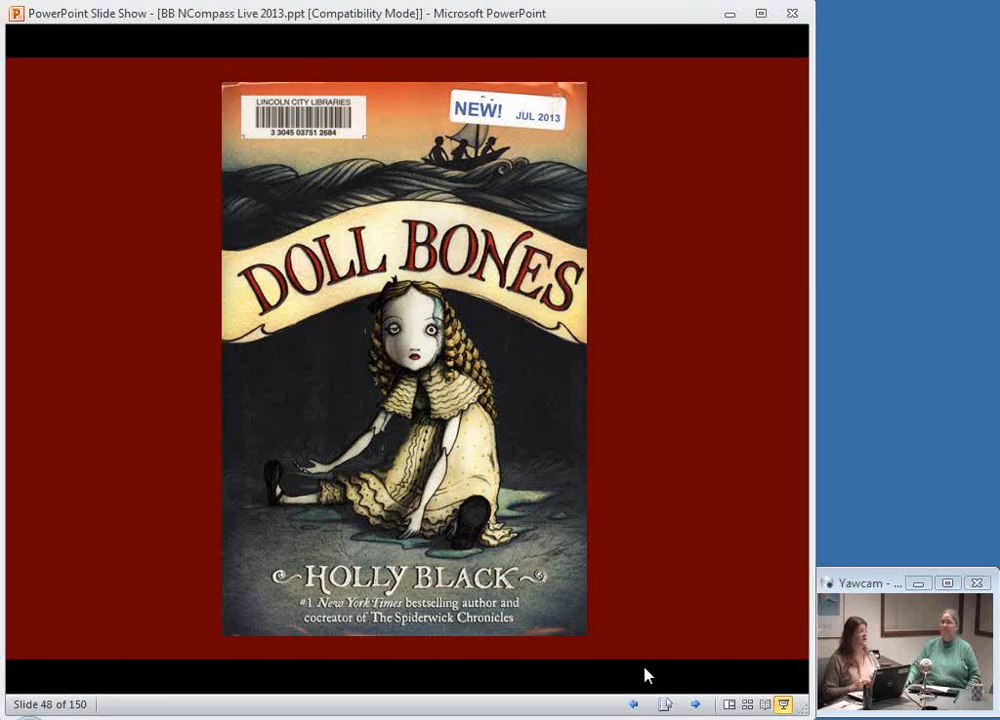 PowerPoint Slide Show - [BB NCompass Live 2013.ppt [Compatibility Mode]] - Microsoft PowerPoint
LINCOLN CITY LIBRARIES
3 3045 03751 2684
NEW! JUL 2013
DOLL BONES
HOLLY BLACK
#1 New York Times bestselling author and
cocreator of The Spiderwick Chronicles
Yawcam - ...
Slide 48 of 150